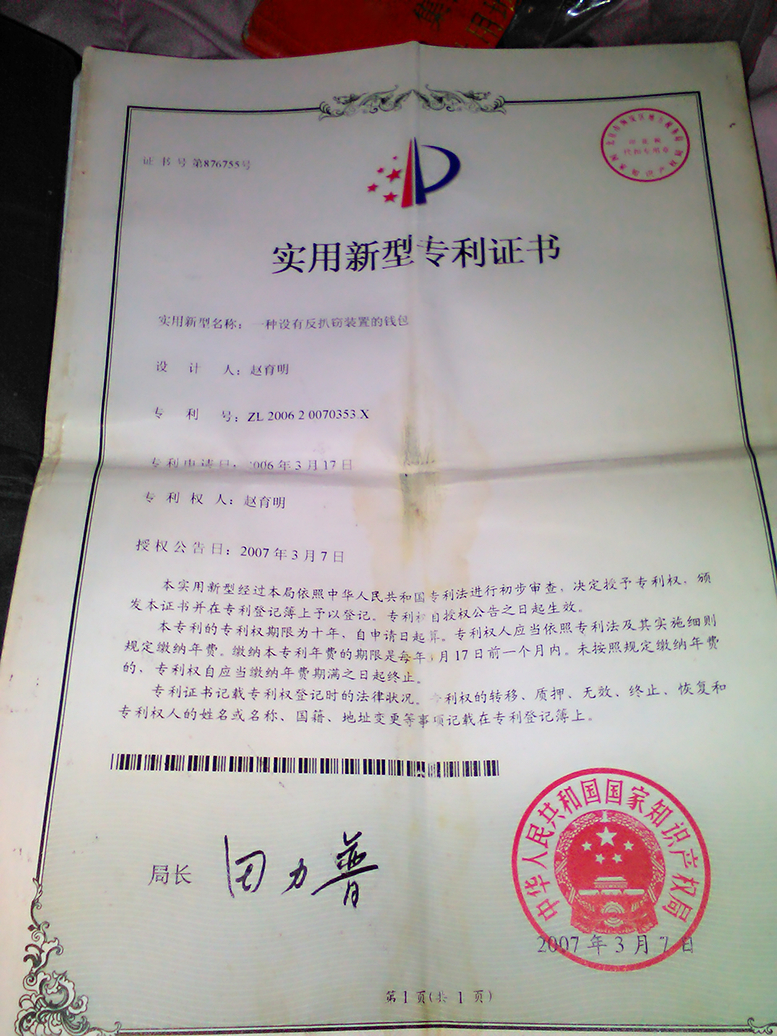 证书号第876755号
实用新型专利证书
实用新型名称：一种设有反扒窃装置的钱包
设计人：赵育明
专利号：ZL 2006 2 0070353.X
专利申请日：2006年3月17日
专利权人：赵育明
授权公告日：2007年3月7日
本实用新型经过本局依照中华人民共和国专利法进行初步审查，决定授予专利权，颁
发本证书并在专利登记簿上予以登记。专利权自授权公告之日起生效。
本专利的专利权期限为十年，自申请日起算。专利权人应当依照专利法及其实施细则
规定缴纳年费。缴纳本专利年费的期限是每年 月17日前一个月内。未按照规定缴纳年费
的，专利权自应当缴纳年费期满之日起终止。
专利证书记载专利权登记时的法律状况。专利权的转移、质押、无效、终止、恢复和
专利权人的姓名或名称、国籍、地址变更等事项记载在专利登记簿上。
局长
田力普
中华人民共和国国家知识产权局
2007年3月7日
第1页(共1页)